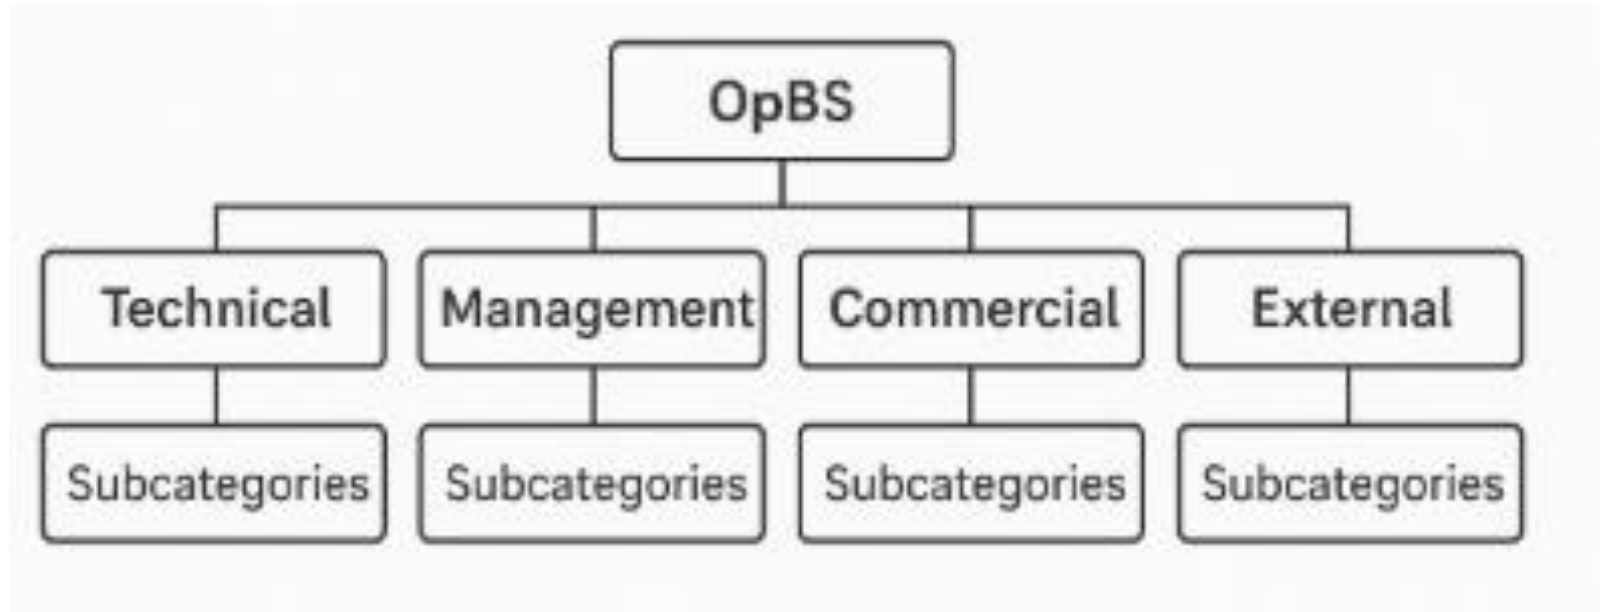 OpBS
Technical
Management
Commercial
External
Subcategories
Subcategories
Subcategories
Subcategories